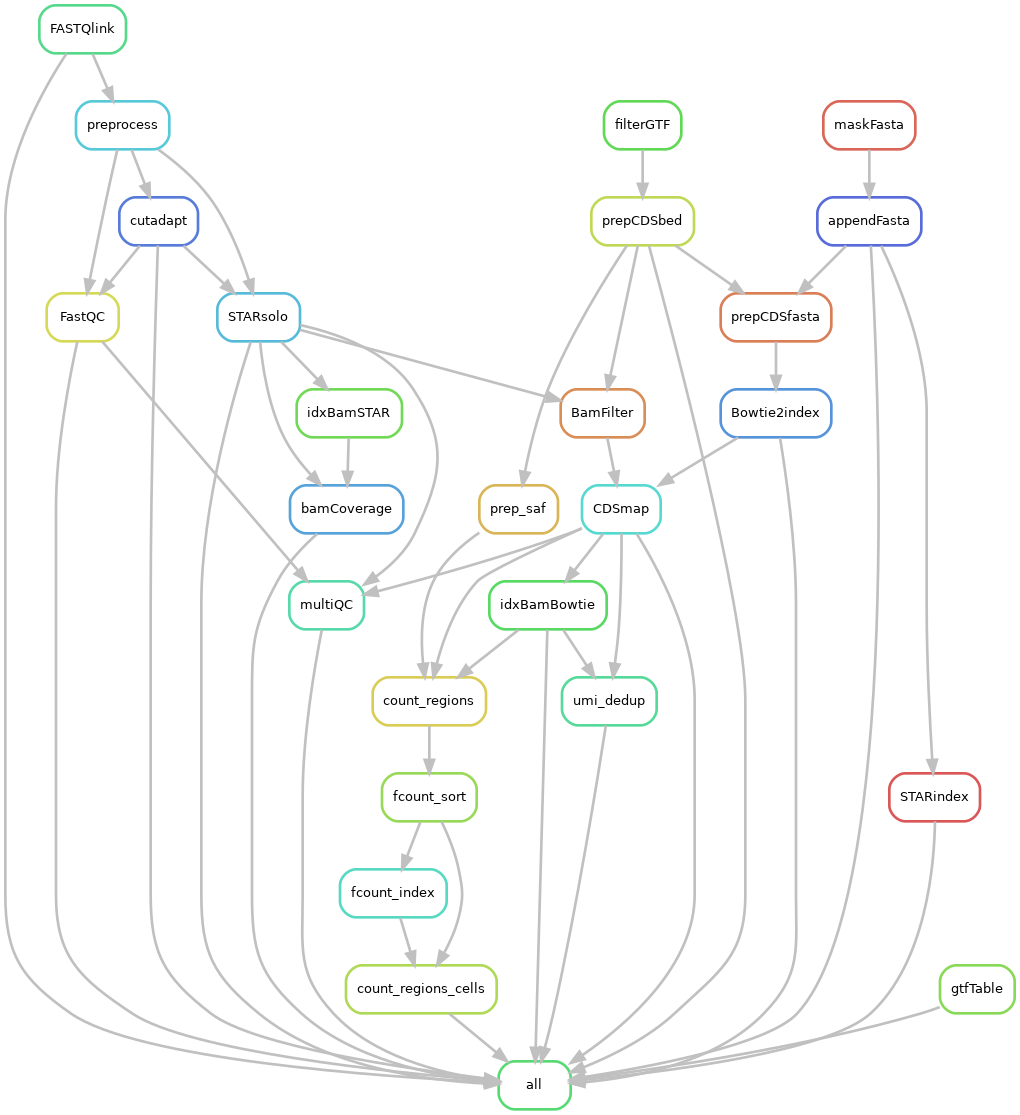 FASTQlink
preprocess
filterGTF
maskFasta
cutadapt
prepCDSbed
appendFasta
FastQC
STARsolo
prepCDSfasta
idxBamSTAR
BamFilter
Bowtie2index
bamCoverage
prep_saf
CDSmap
multiQC
idxBamBowtie
count_regions
umi_dedup
fcount_sort
STARindex
fcount_index
count_regions_cells
gtfTable
all